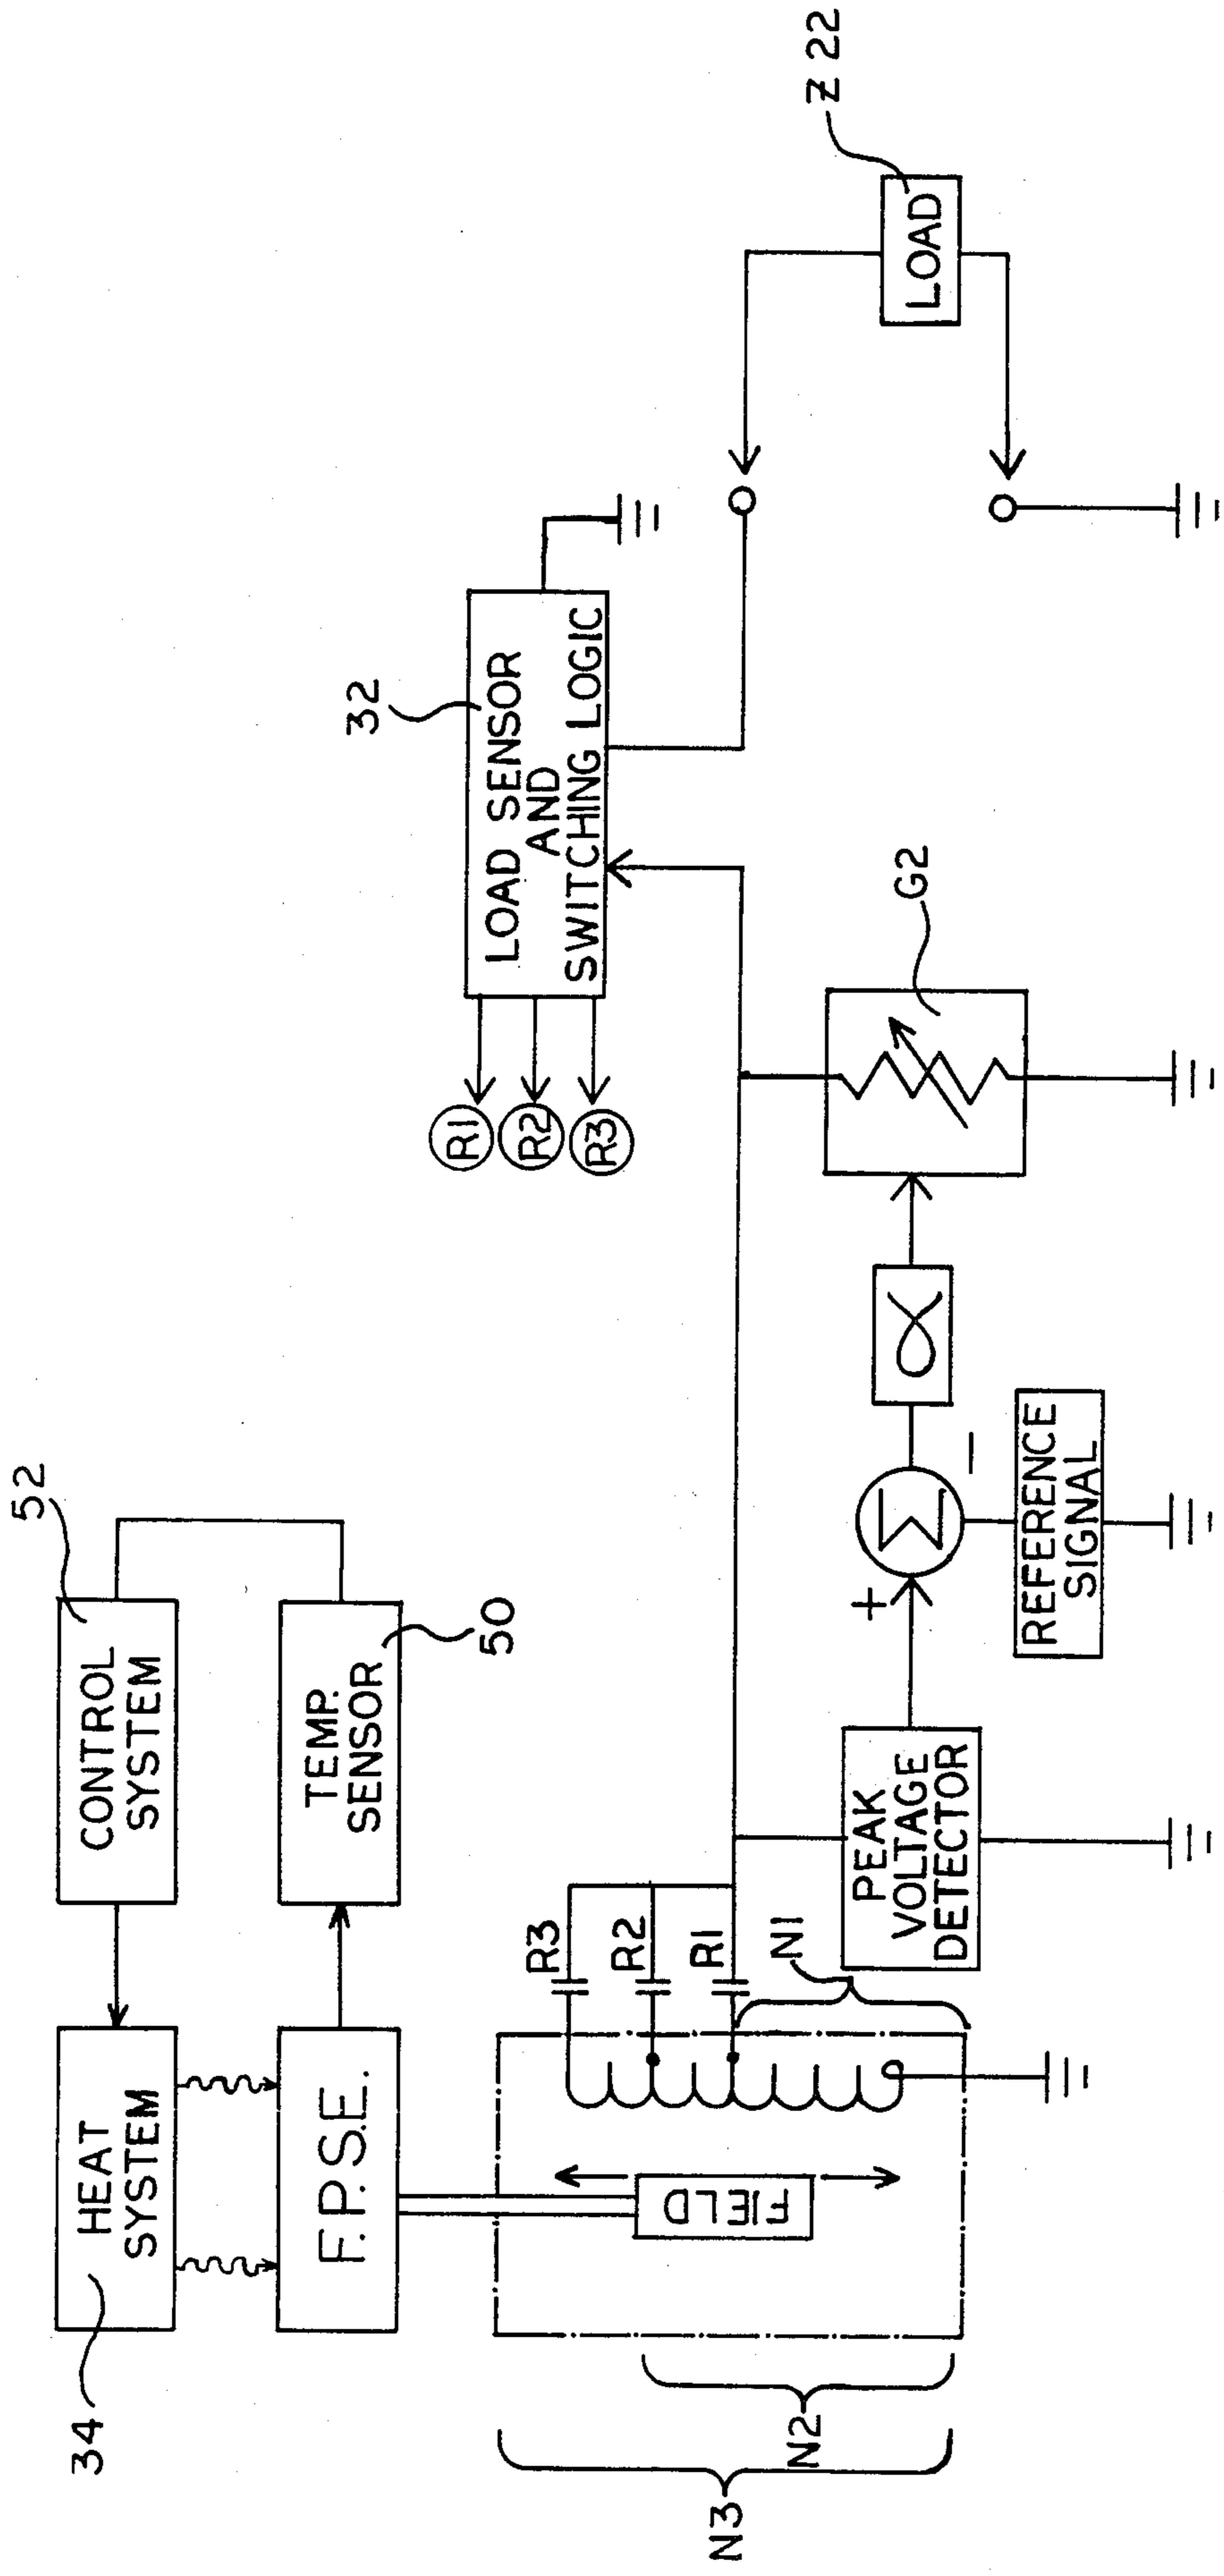 34
HEAT
SYSTEM
CONTROL
SYSTEM
52
F.P.S.E.
TEMP.
SENSOR
50
32
LOAD SENSOR
AND
SWITCHING LOGIC
R1
R2
R3
R3
R2
R1
N1
FIELD
N3
N2
PEAK
VOLTAGE
DETECTOR
+
Σ
−
REFERENCE
SIGNAL
α
G2
LOAD
Z 22